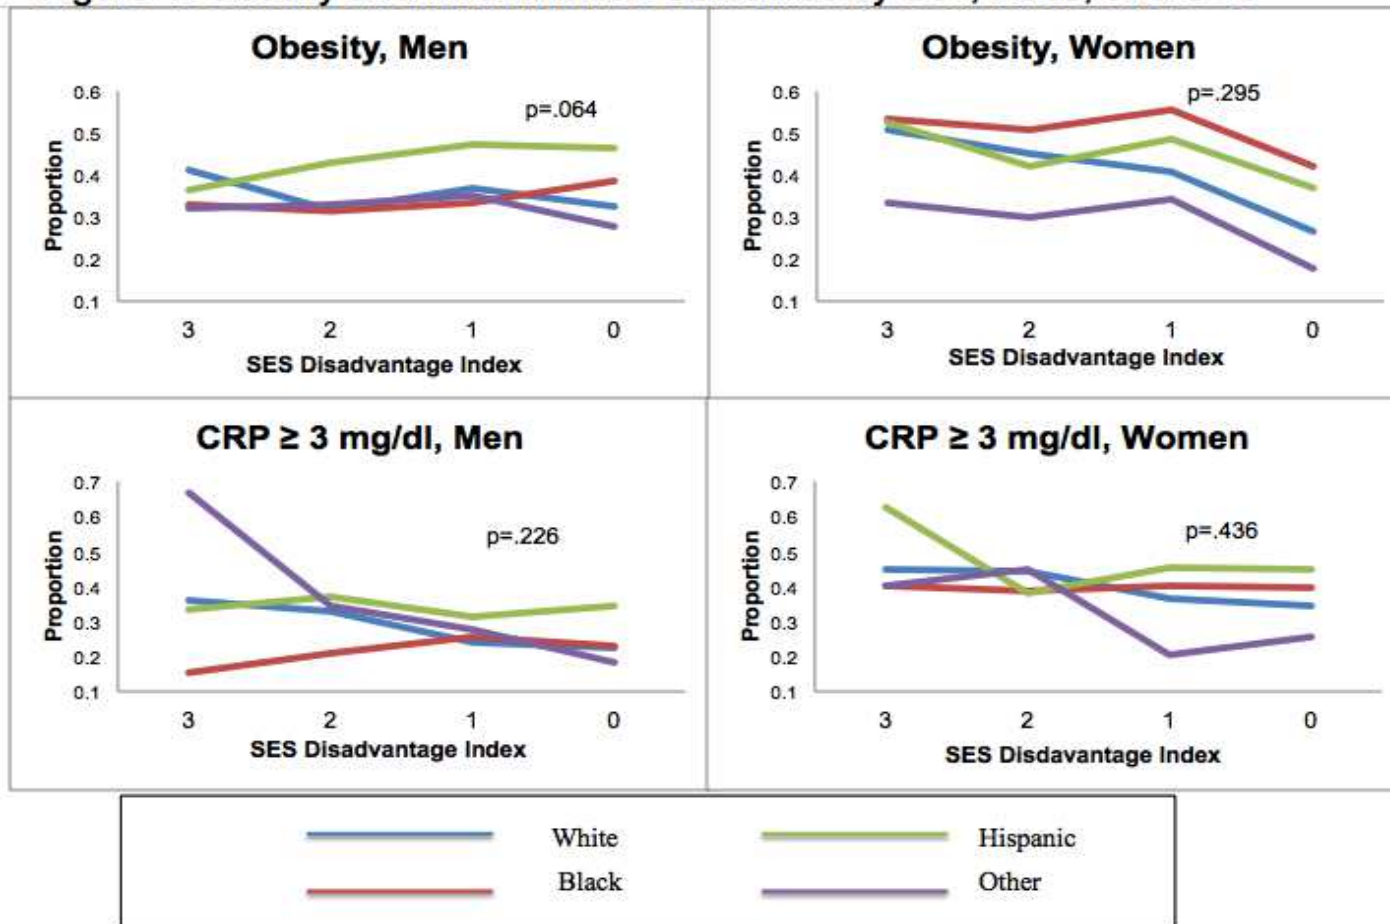 Obesity, Men
p=.064
Proportion
0.6
0.5
0.4
0.3
0.2
0.1
3 2 1 0
SES Disadvantage Index
Obesity, Women
p=.295
Proportion
0.6
0.5
0.4
0.3
0.2
0.1
3 2 1 0
SES Disadvantage Index
CRP ≥ 3 mg/dl, Men
p=.226
Proportion
0.7
0.6
0.5
0.4
0.3
0.2
0.1
3 2 1 0
SES Disadvantage Index
CRP ≥ 3 mg/dl, Women
p=.436
Proportion
0.7
0.6
0.5
0.4
0.3
0.2
0.1
3 2 1 0
SES Disdavantage Index
White Hispanic
Black Other